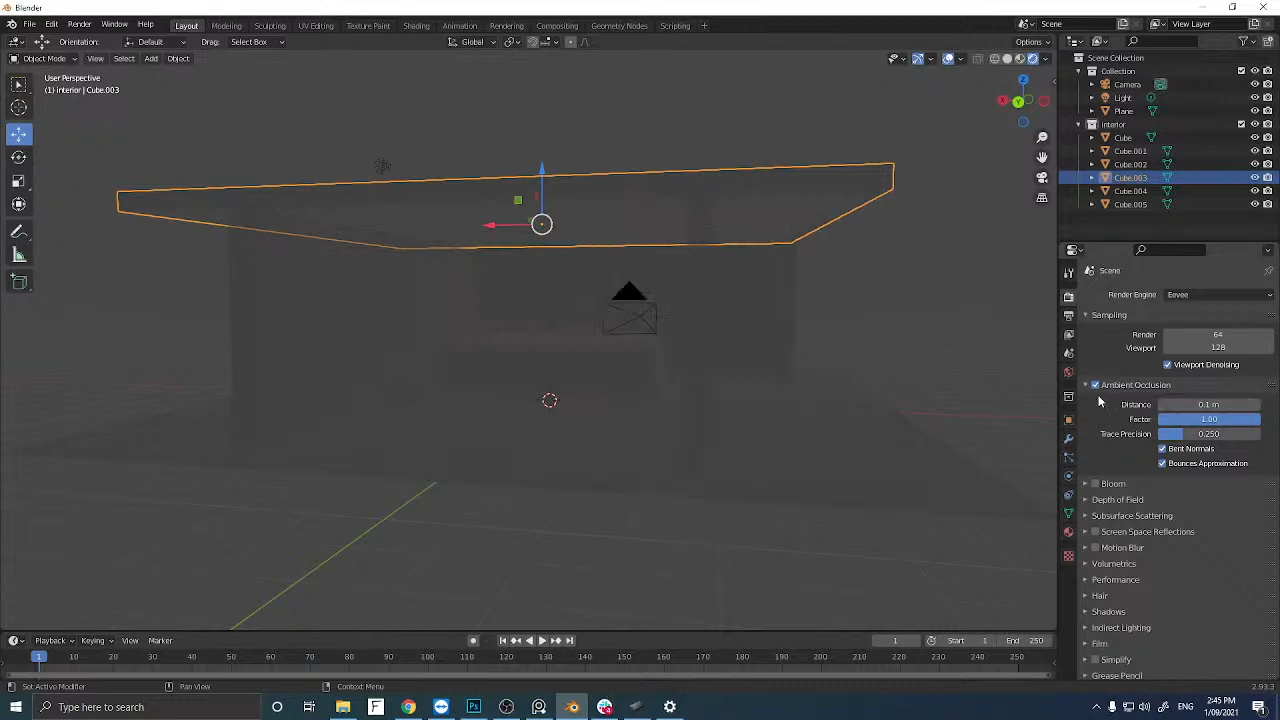 Blender
File Edit Render Window Help Layout Modeling Sculpting UV Editing Texture Paint Shading Animation Rendering Compositing Geometry Nodes Scripting + Scene View Layer
Orientation: Default Drag: Select Box Global Options
Object Mode View Select Add Object
User Perspective
(1) Interior | Cube.003
Z
X
Y
Scene Collection
Collection
Camera
Light
Plane
Interior
Cube
Cube.001
Cube.002
Cube.003
Cube.004
Cube.005
Scene
Render Engine Eevee
Sampling
Render 64
Viewport 128
Viewport Denoising
Ambient Occlusion
Distance 0.1 m
Factor 1.00
Trace Precision 0.250
Bent Normals
Bounces Approximation
Bloom
Depth of Field
Subsurface Scattering
Screen Space Reflections
Motion Blur
Volumetrics
Performance
Hair
Shadows
Indirect Lighting
Film
Simplify
Grease Pencil
Playback Keying View Marker 1 Start 1 End 250
1 20 30 40 50 60 70 80 90 100 110 120 130 140 150 160 170 180 190 200 210 220 230 240 250
Set Active Modifier Pan View Context Menu 2.93.3
Type here to search
2:45 PM
1/09/2021